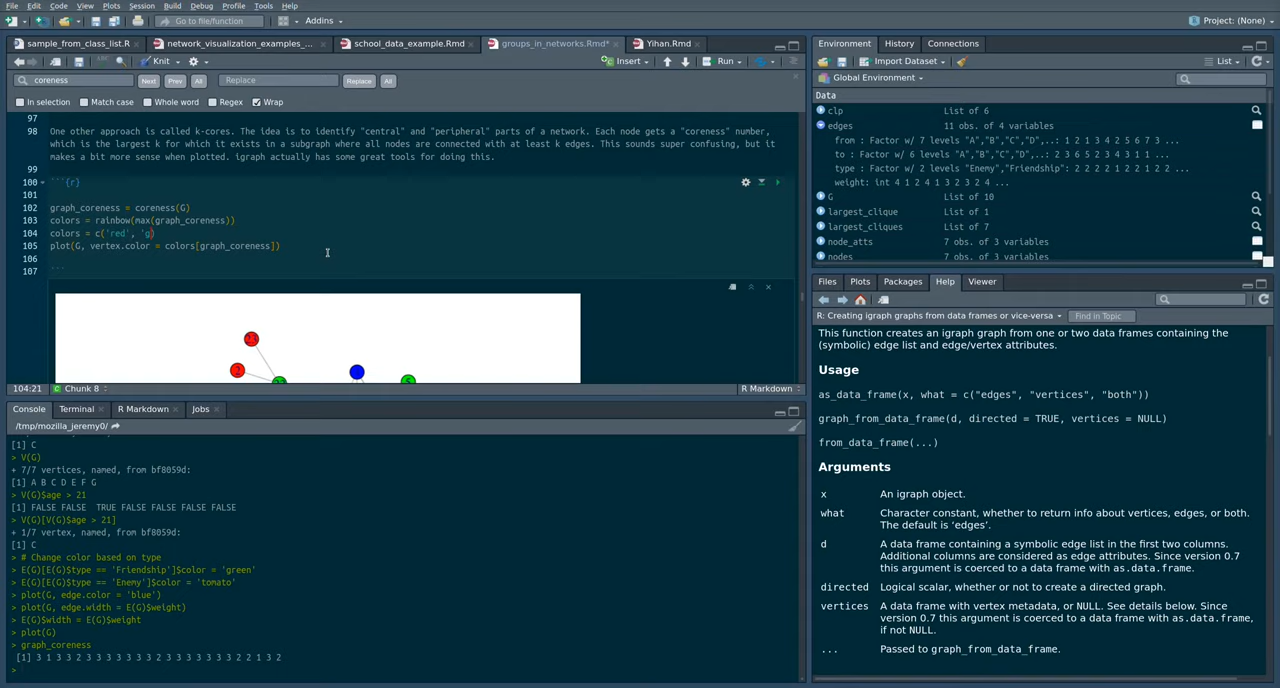 File Edit Code View Plots Session Build Debug Profile Tools Help
Go to file/function Addins Project: (None)
sample_from_class_list.R network_visualization_examples_... school_data_example.Rmd groups_in_networks.Rmd* Yihan.Rmd
ABC Knit Insert Run
coreness Next Prev All Replace Replace All
In selection Match case Whole word Regex Wrap
97
98 One other approach is called k-cores. The idea is to identify "central" and "peripheral" parts of a network. Each node gets a "coreness" number,
which is the largest k for which it exists in a subgraph where all nodes are connected with at least k edges. This sounds super confusing, but it
makes a bit more sense when plotted. igraph actually has some great tools for doing this.
99
100 ```{r}
101
102 graph_coreness = coreness(G)
103 colors = rainbow(max(graph_coreness))
104 colors = c('red', 'g)
105 plot(G, vertex.color = colors[graph_coreness])
106
107 ```
23
2
5
104:21 Chunk 8 R Markdown
Console Terminal R Markdown Jobs
/tmp/mozilla_jeremy0/
[1] C
> V(G)
+ 7/7 vertices, named, from bf8059d:
[1] A B C D E F G
> V(G)$age > 21
[1] FALSE FALSE  TRUE FALSE FALSE FALSE FALSE
> V(G)[V(G)$age > 21]
+ 1/7 vertex, named, from bf8059d:
[1] C
> # Change color based on type
> E(G)[E(G)$type == 'Friendship']$color = 'green'
> E(G)[E(G)$type == 'Enemy']$color = 'tomato'
> plot(G, edge.color = 'blue')
> plot(G, edge.width = E(G)$weight)
> E(G)$width = E(G)$weight
> plot(G)
> graph_coreness
[1] 3 1 3 3 2 3 3 3 3 3 3 3 2 3 3 3 3 3 3 3 2 2 1 3 2
>
Environment History Connections
Import Dataset List
Global Environment
Data
clp List of 6
edges 11 obs. of 4 variables
from : Factor w/ 7 levels "A","B","C","D",..: 1 2 1 3 4 2 5 6 7 3 ...
to : Factor w/ 6 levels "A","B","C","D",..: 2 3 6 5 2 3 4 3 1 1 ...
type : Factor w/ 2 levels "Enemy","Friendship": 2 2 2 2 1 2 2 1 2 2 ...
weight: int 4 1 2 4 1 3 2 3 2 4 ...
G List of 10
largest_clique List of 1
largest_cliques List of 7
node_atts 7 obs. of 3 variables
nodes 7 obs. of 3 variables
Files Plots Packages Help Viewer
R: Creating igraph graphs from data frames or vice-versa Find in Topic
This function creates an igraph graph from one or two data frames containing the
(symbolic) edge list and edge/vertex attributes.
Usage
as_data_frame(x, what = c("edges", "vertices", "both"))
graph_from_data_frame(d, directed = TRUE, vertices = NULL)
from_data_frame(...)
Arguments
x An igraph object.
what Character constant, whether to return info about vertices, edges, or both.
The default is ‘edges’.
d A data frame containing a symbolic edge list in the first two columns.
Additional columns are considered as edge attributes. Since version 0.7
this argument is coerced to a data frame with as.data.frame.
directed Logical scalar, whether or not to create a directed graph.
vertices A data frame with vertex metadata, or NULL. See details below. Since
version 0.7 this argument is coerced to a data frame with as.data.frame,
if not NULL.
... Passed to graph_from_data_frame.